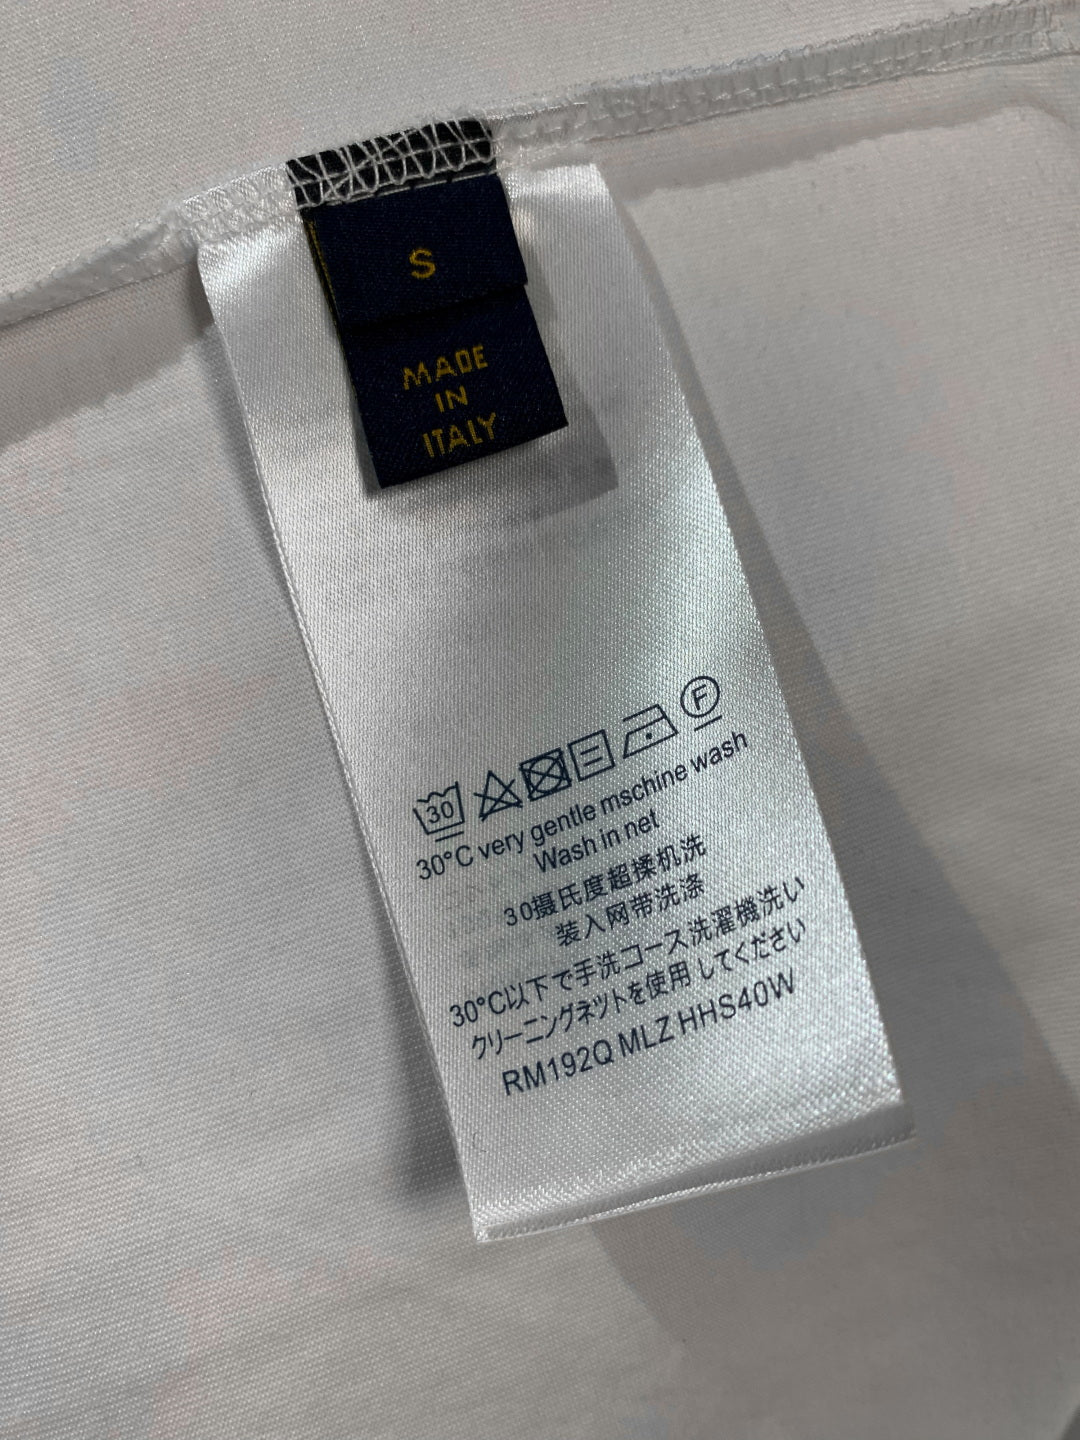 S
MADE
IN
ITALY
30 F
30°C very gentle mschine wash
Wash in net
30摄氏度超揉机洗
装入网带洗涤
30°C以下で手洗コース洗濯機洗い
クリーニングネットを使用してください
RM192Q MLZ HHS40W